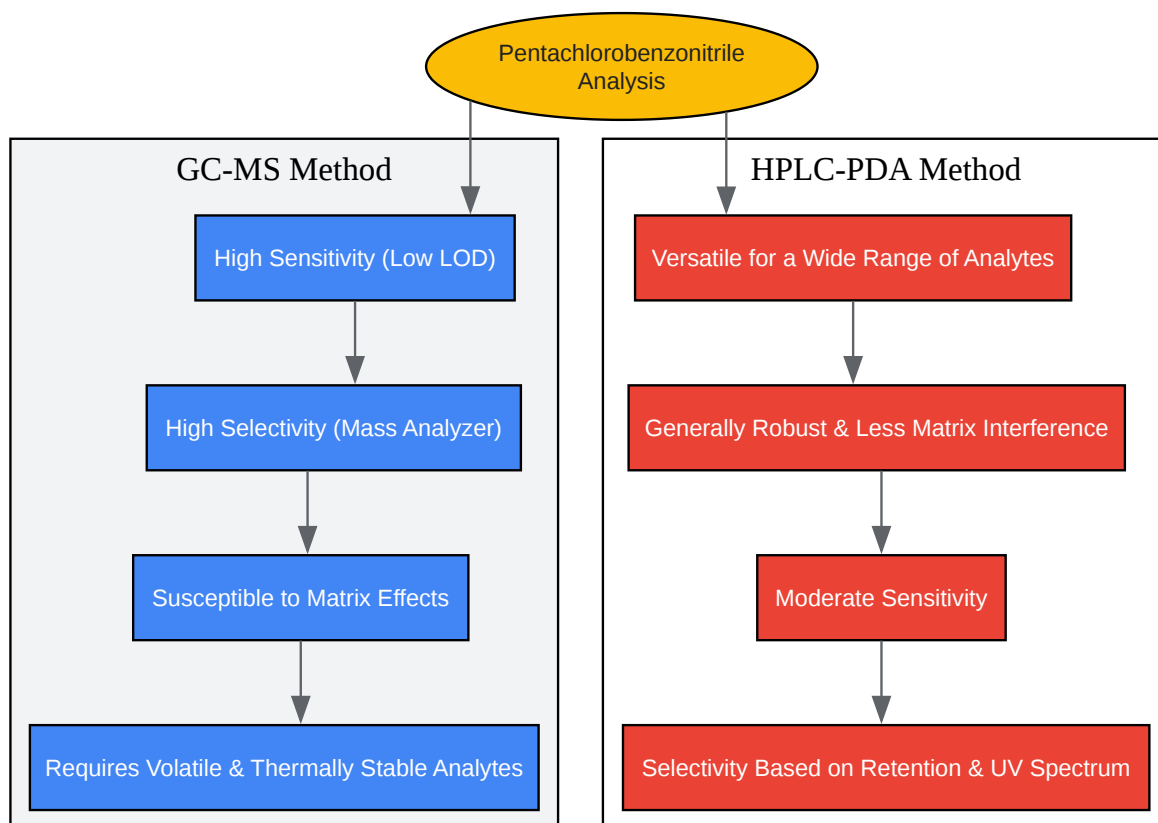 Pentachlorobenzonitrile
Analysis
GC-MS Method
High Sensitivity (Low LOD)
High Selectivity (Mass Analyzer)
Susceptible to Matrix Effects
Requires Volatile & Thermally Stable Analytes
HPLC-PDA Method
Versatile for a Wide Range of Analytes
Generally Robust & Less Matrix Interference
Moderate Sensitivity
Selectivity Based on Retention & UV Spectrum